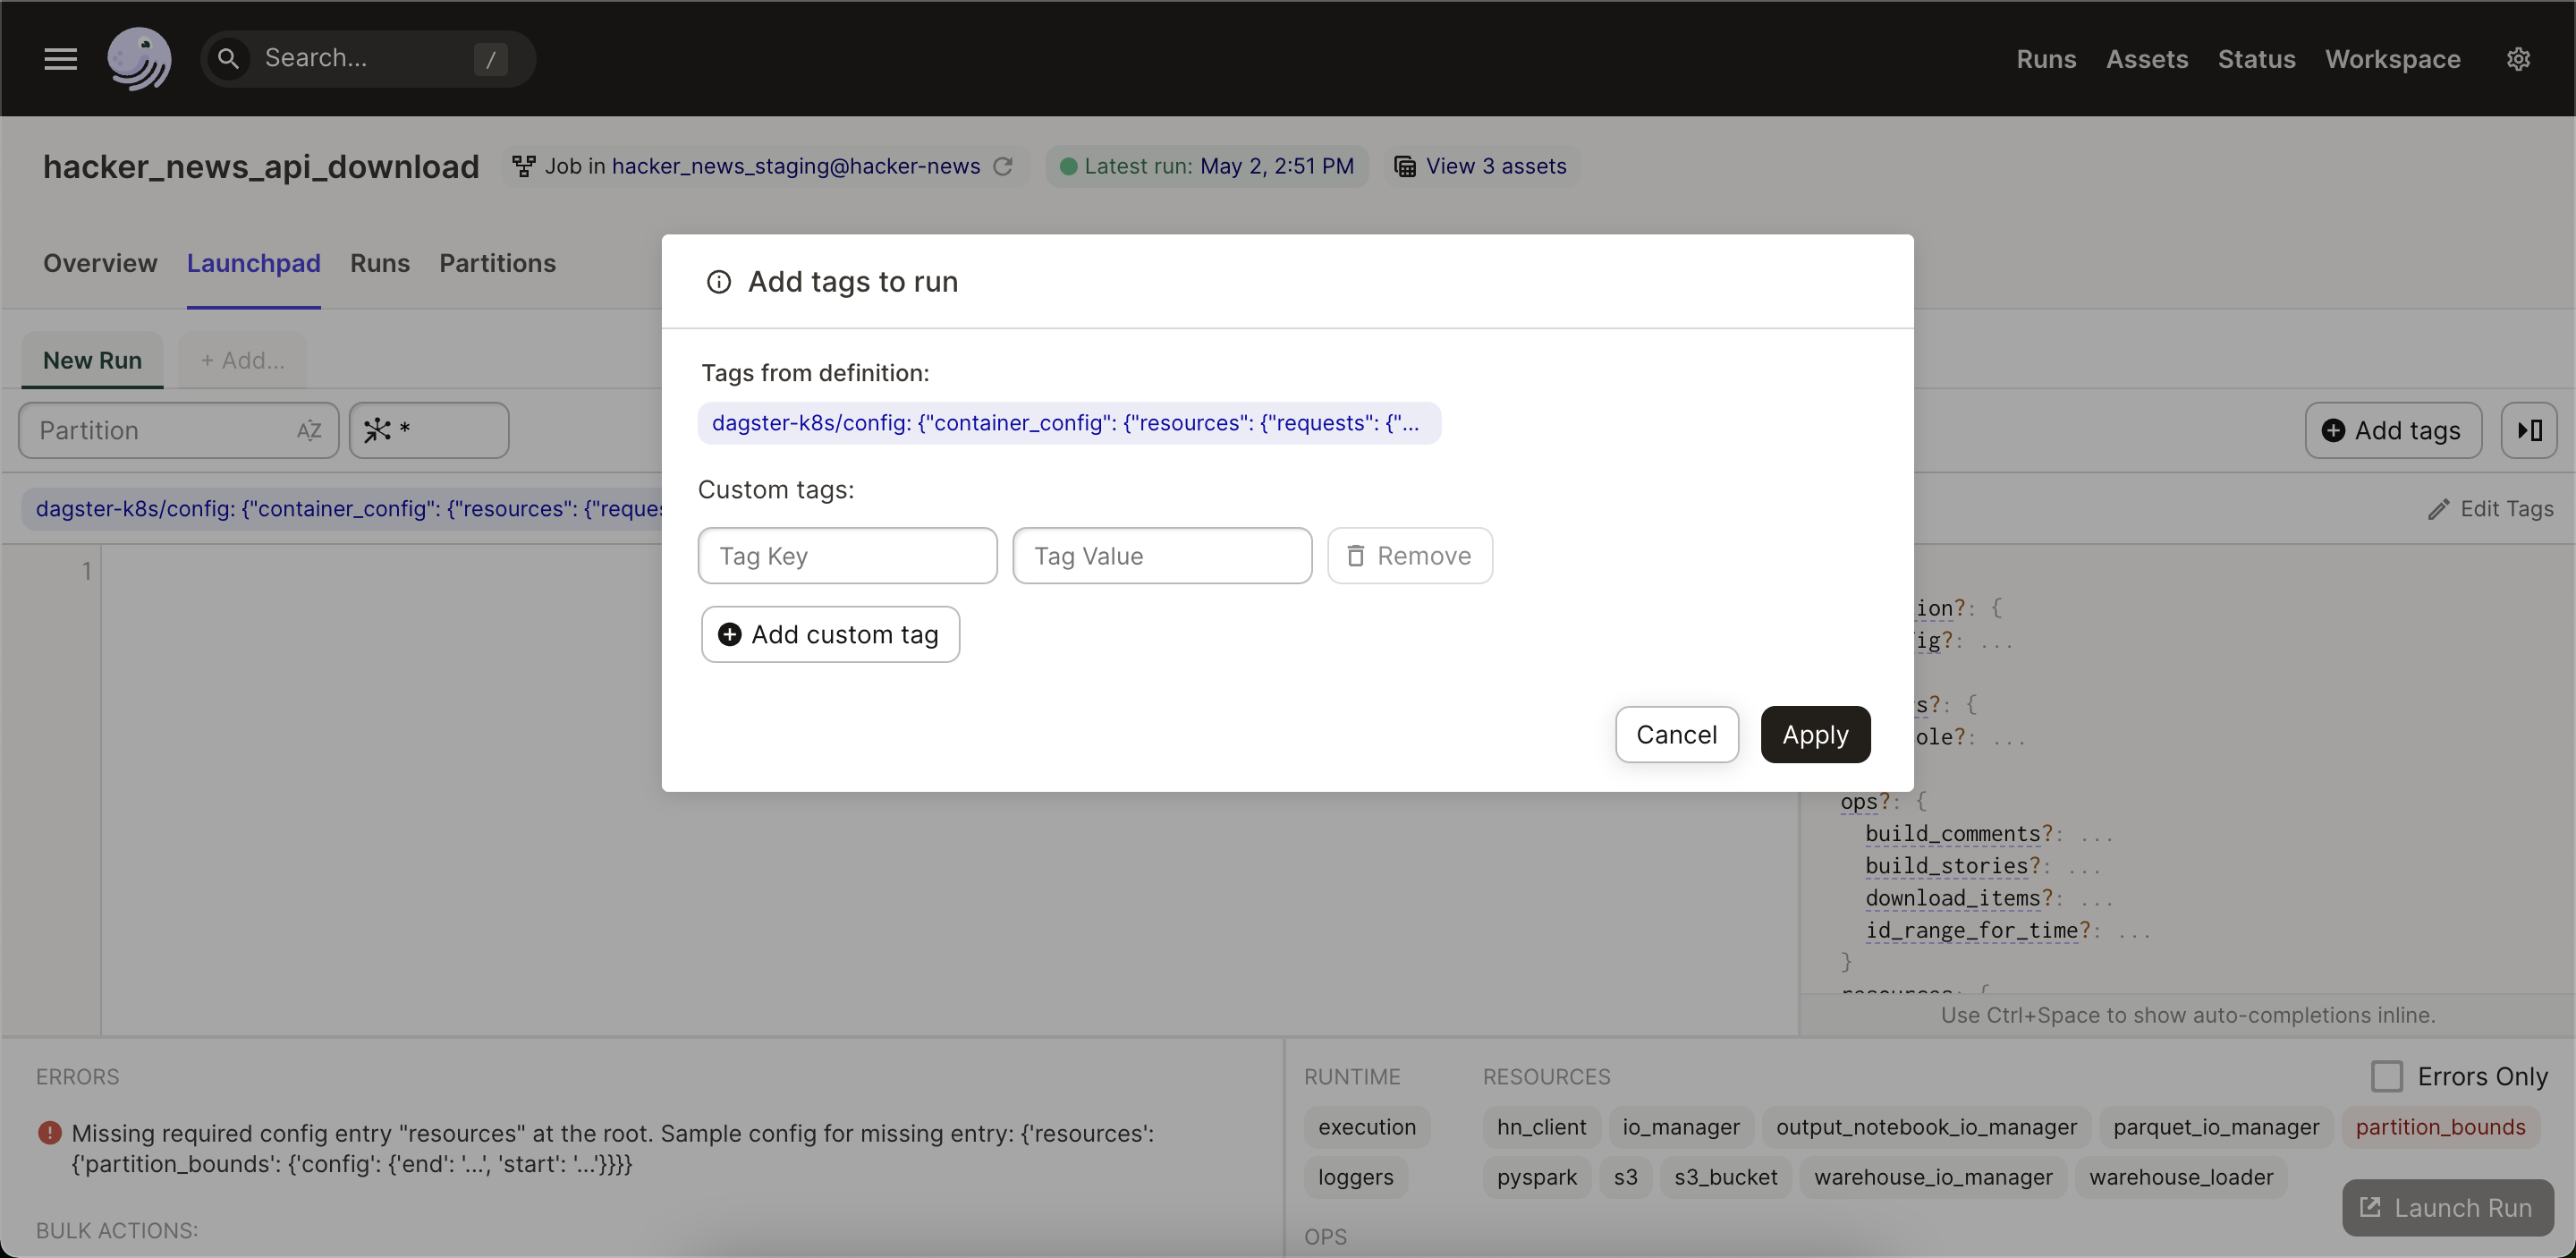 Search...
/
Runs
Assets
Status
Workspace
hacker_news_api_download
Job in hacker_news_staging@hacker-news
Latest run: May 2, 2:51 PM
View 3 assets
Overview
Launchpad
Runs
Partitions
New Run
+ Add...
Partition
*
Add tags
dagster-k8s/config: {"container_config": {"resources": {"reques
Edit Tags
1
Add tags to run
Tags from definition:
dagster-k8s/config: {"container_config": {"resources": {"requests": {"...
Custom tags:
Tag Key
Tag Value
Remove
Add custom tag
Cancel
Apply
ion?: {
ig?: ...
s?: {
ole?: ...
ops?: {
build_comments?: ...
build_stories?: ...
download_items?: ...
id_range_for_time?: ...
}
Use Ctrl+Space to show auto-completions inline.
ERRORS
Missing required config entry "resources" at the root. Sample config for missing entry: {'resources':
{'partition_bounds': {'config': {'end': '...', 'start': '...'}}}}
BULK ACTIONS:
RUNTIME
execution
loggers
RESOURCES
Errors Only
hn_client
io_manager
output_notebook_io_manager
parquet_io_manager
partition_bounds
pyspark
s3
s3_bucket
warehouse_io_manager
warehouse_loader
OPS
Launch Run